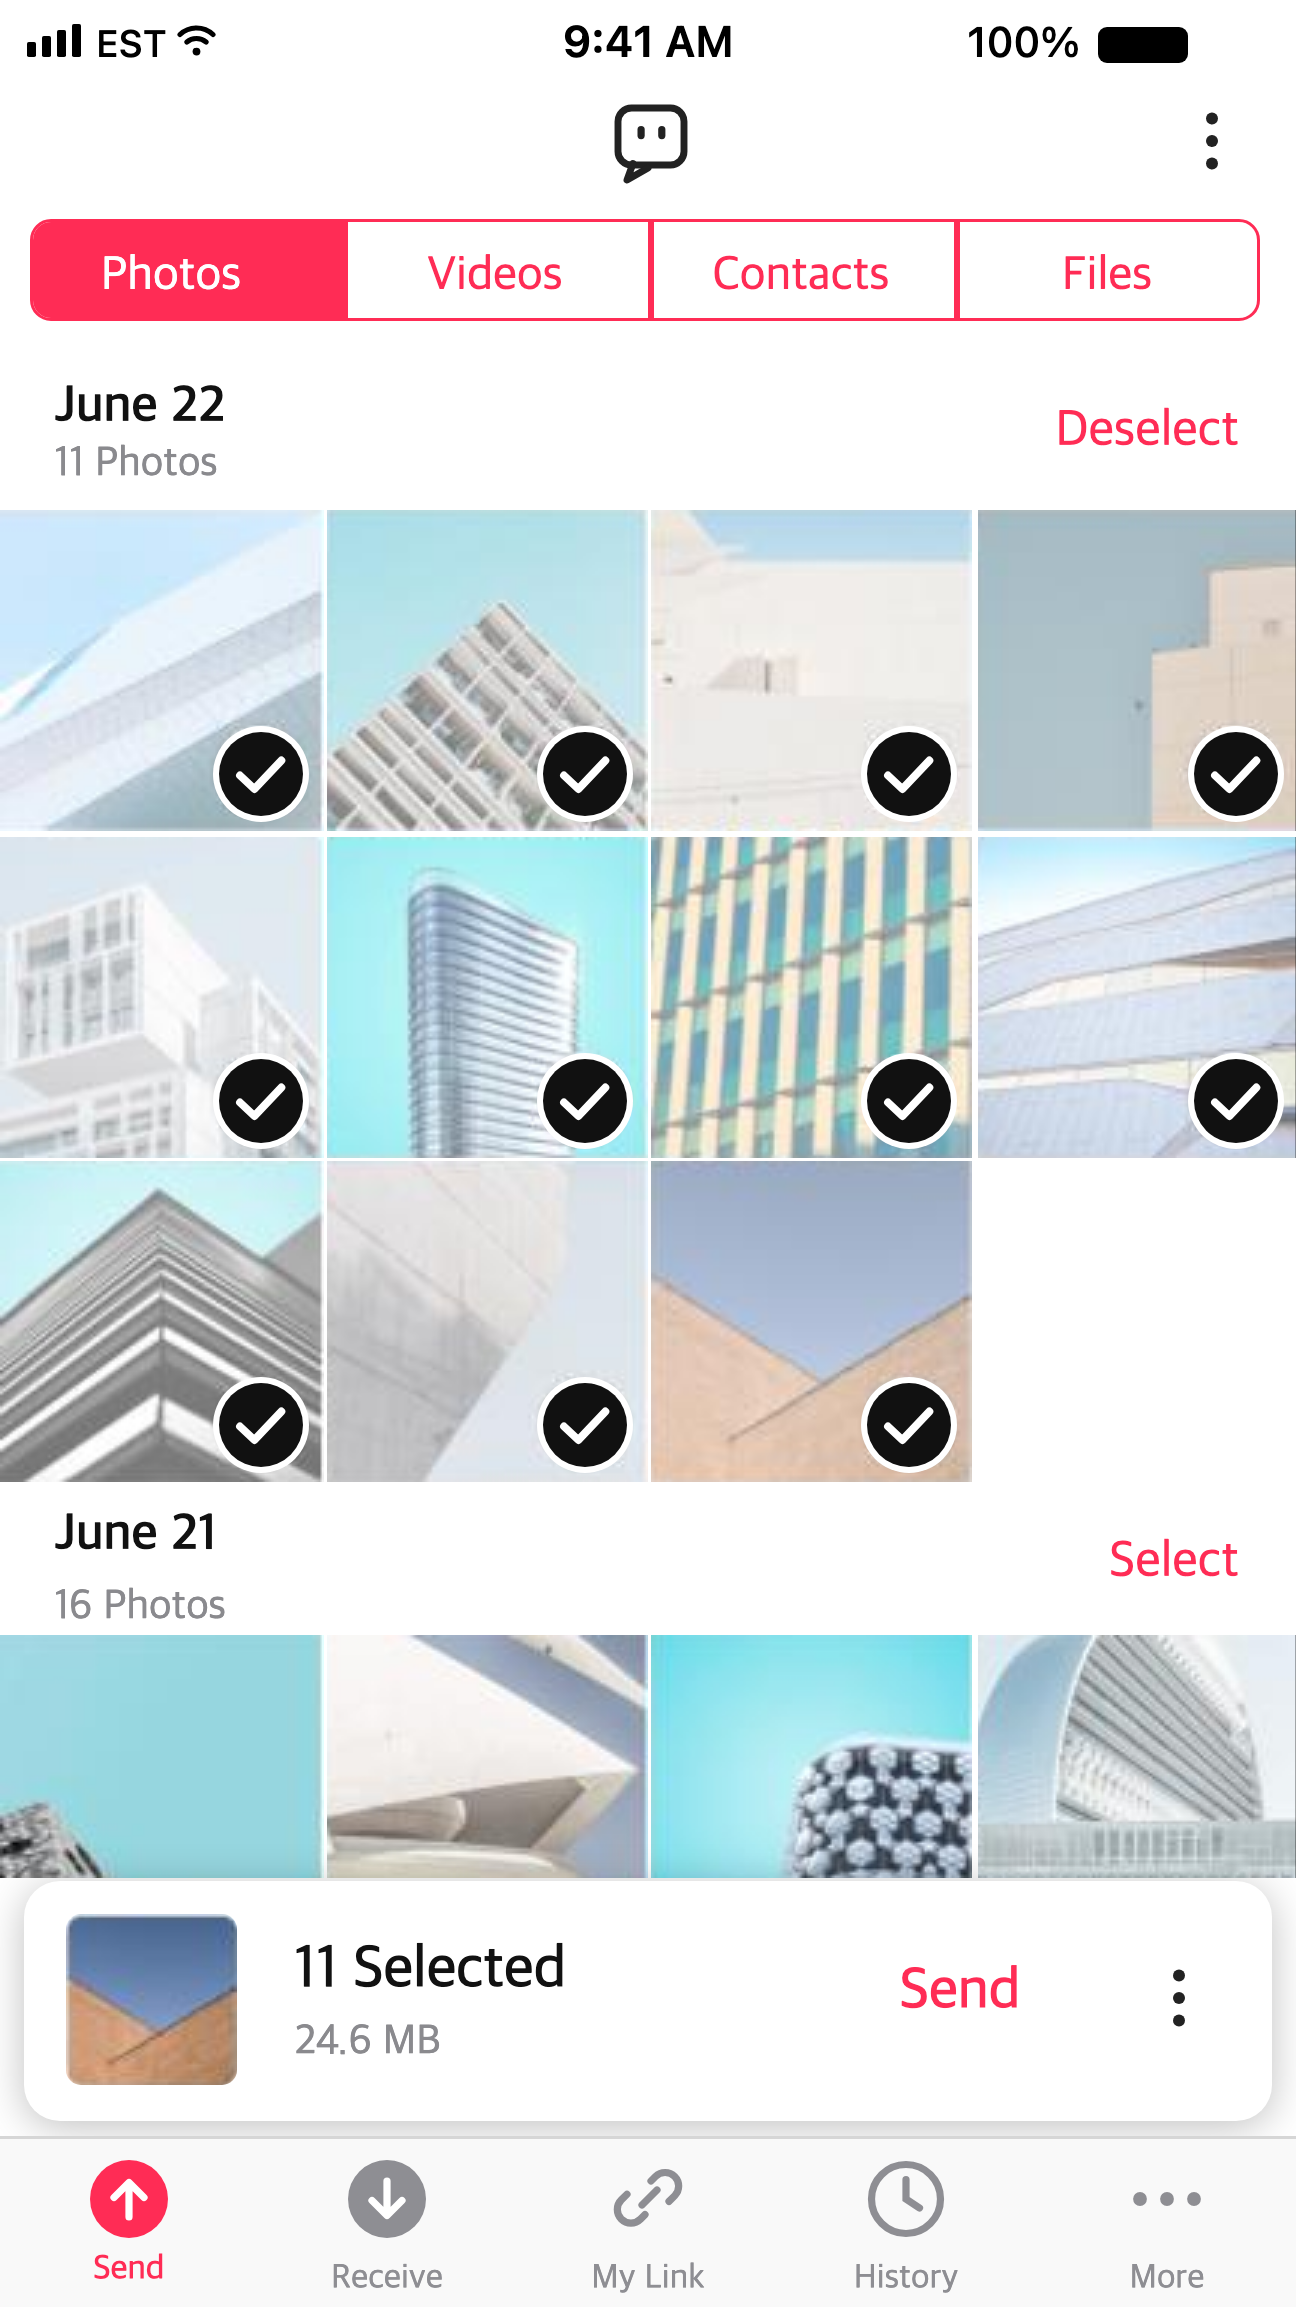 EST
9:41 AM
100%
Photos
Videos
Contacts
Files
June 22
11 Photos
Deselect
June 21
16 Photos
Select
11 Selected
24.6 MB
Send
Send
Receive
My Link
History
More